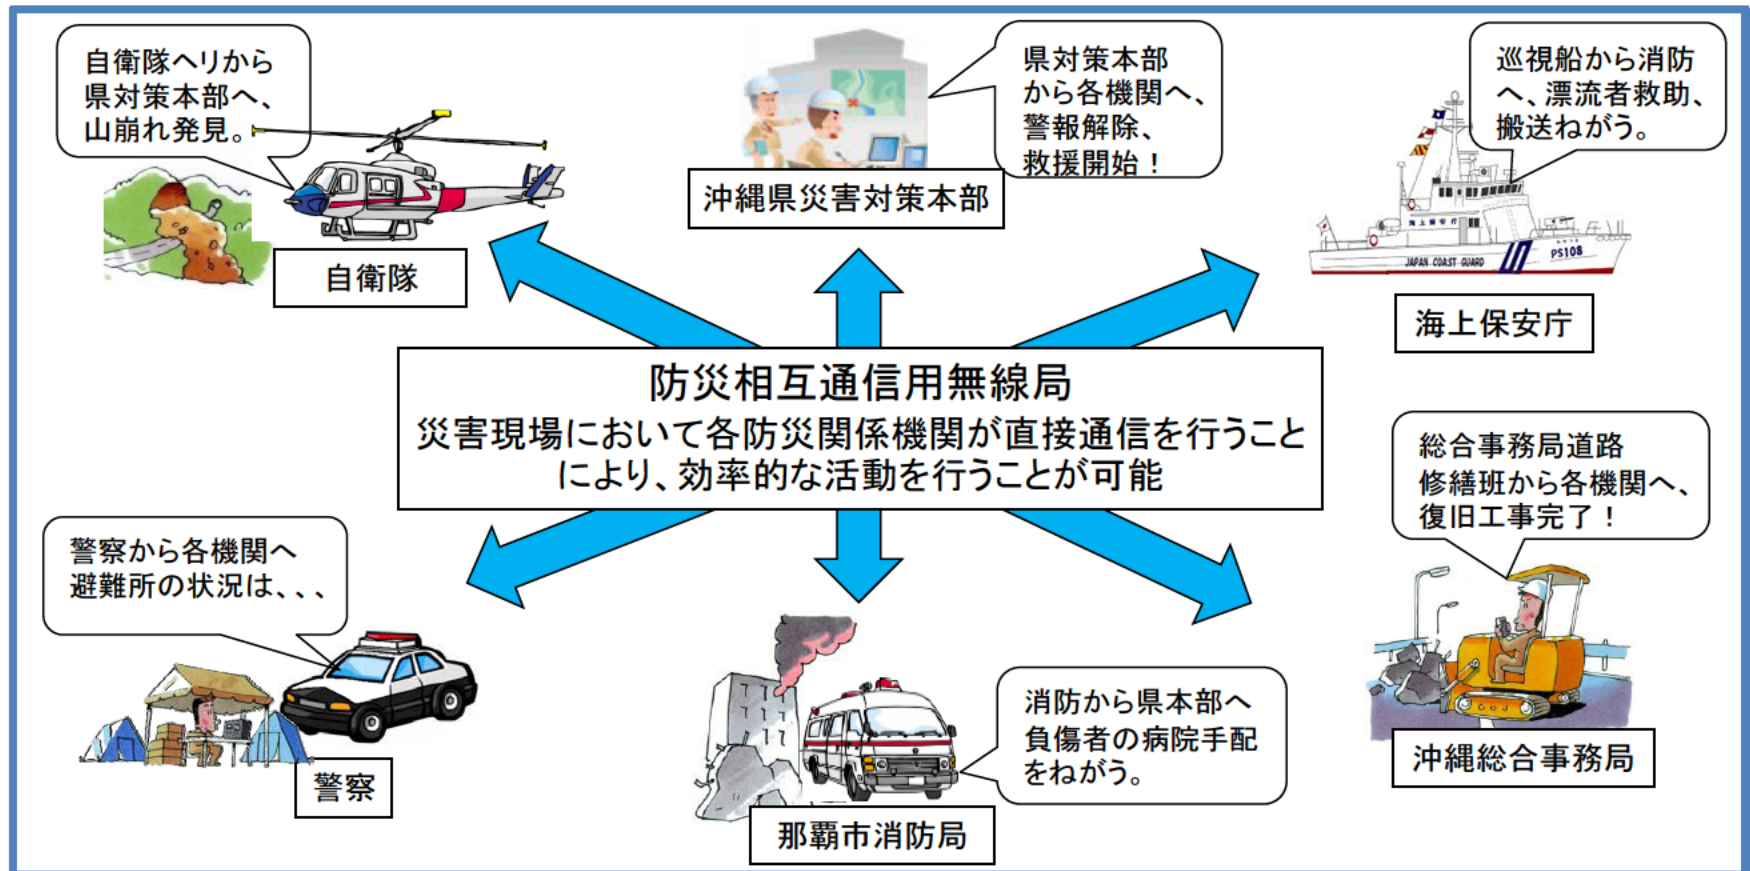 自衛隊ヘリから
県対策本部へ、
山崩れ発見。
自衛隊
県対策本部
から各機関へ、
警報解除、
救援開始！
沖縄県災害対策本部
巡視船から消防
へ、漂流者救助、
搬送ねがう。
海上保安庁
JAPAN COAST GUARD
PS108
海上保安庁
防災相互通信用無線局
災害現場において各防災関係機関が直接通信を行うこと
により、効率的な活動を行うことが可能
警察から各機関へ
避難所の状況は、、、
警察
消防から県本部へ
負傷者の病院手配
をねがう。
那覇市消防局
総合事務局道路
修繕班から各機関へ、
復旧工事完了！
沖縄総合事務局